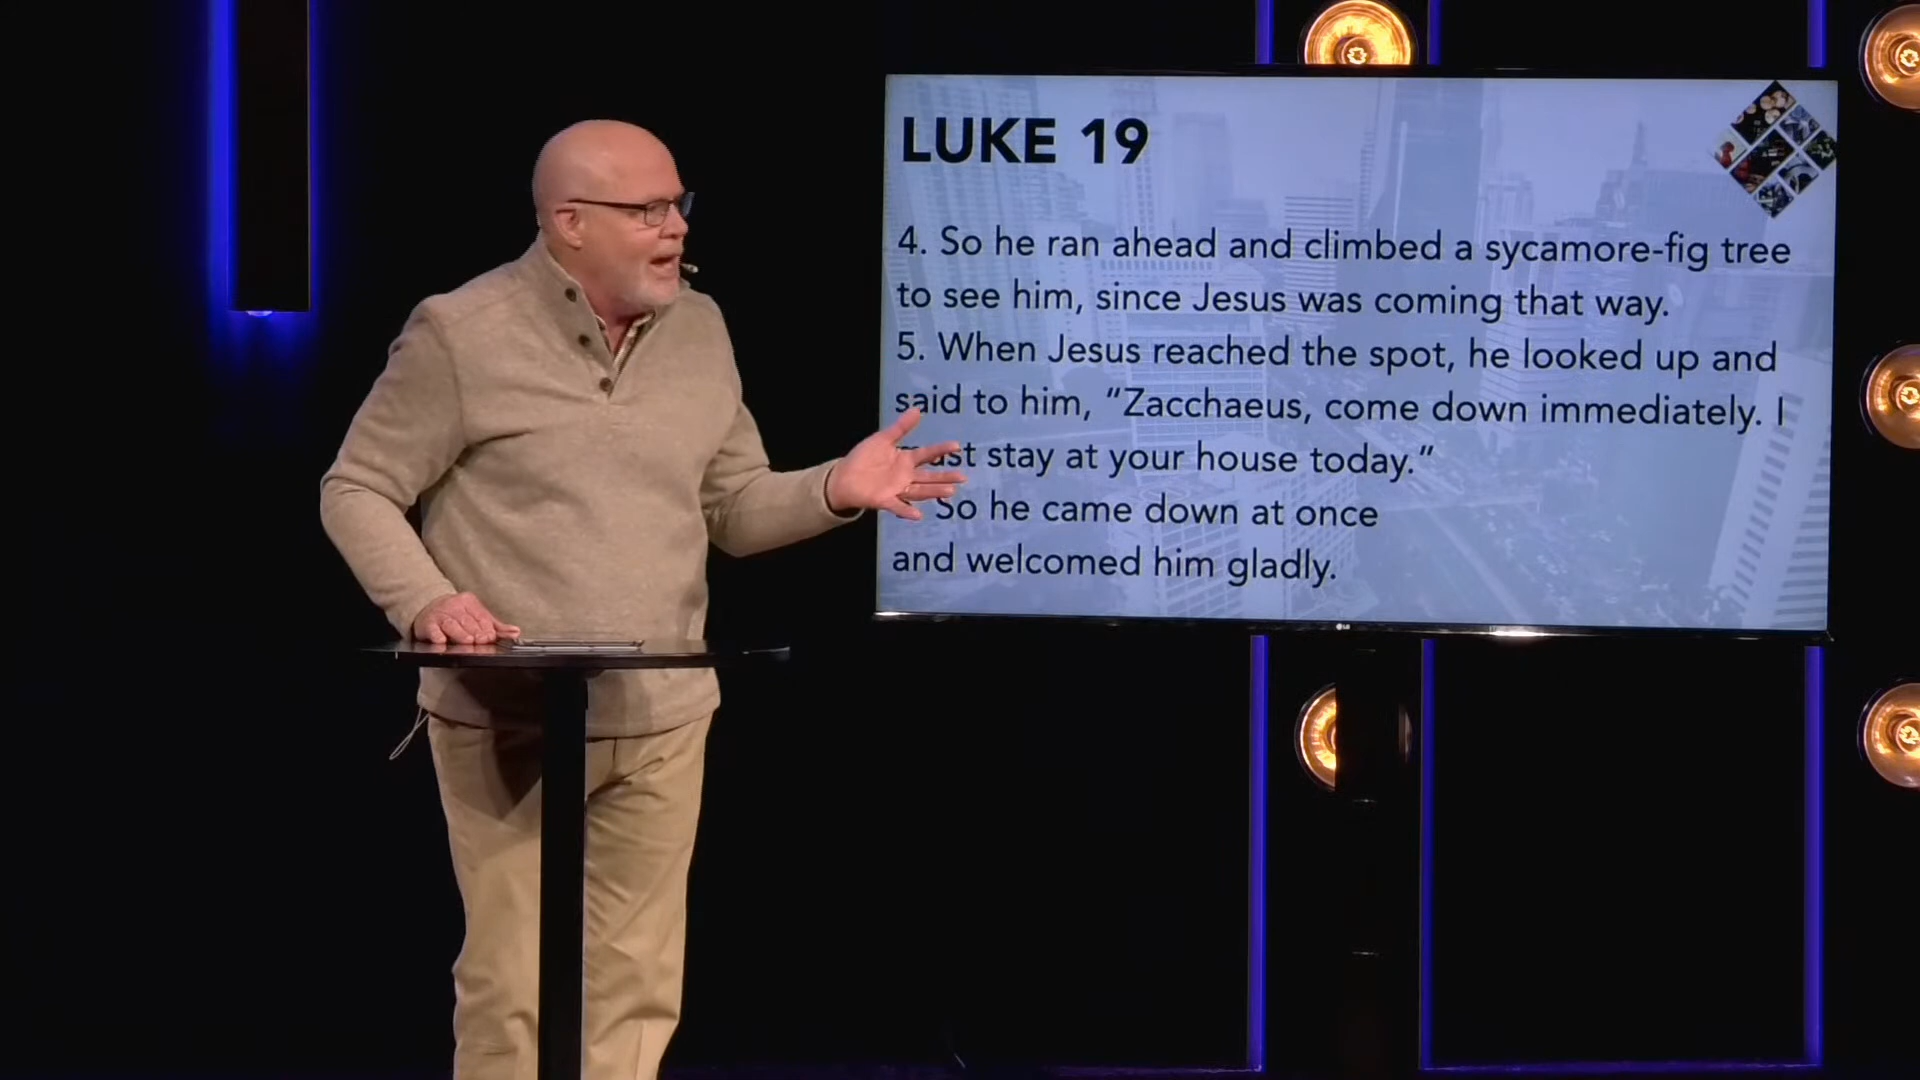 LUKE 19
4. So he ran ahead and climbed a sycamore-fig tree
to see him, since Jesus was coming that way.
5. When Jesus reached the spot, he looked up and
said to him, “Zacchaeus, come down immediately. I
stay at your house today.”
So he came down at once
and welcomed him gladly.
LG